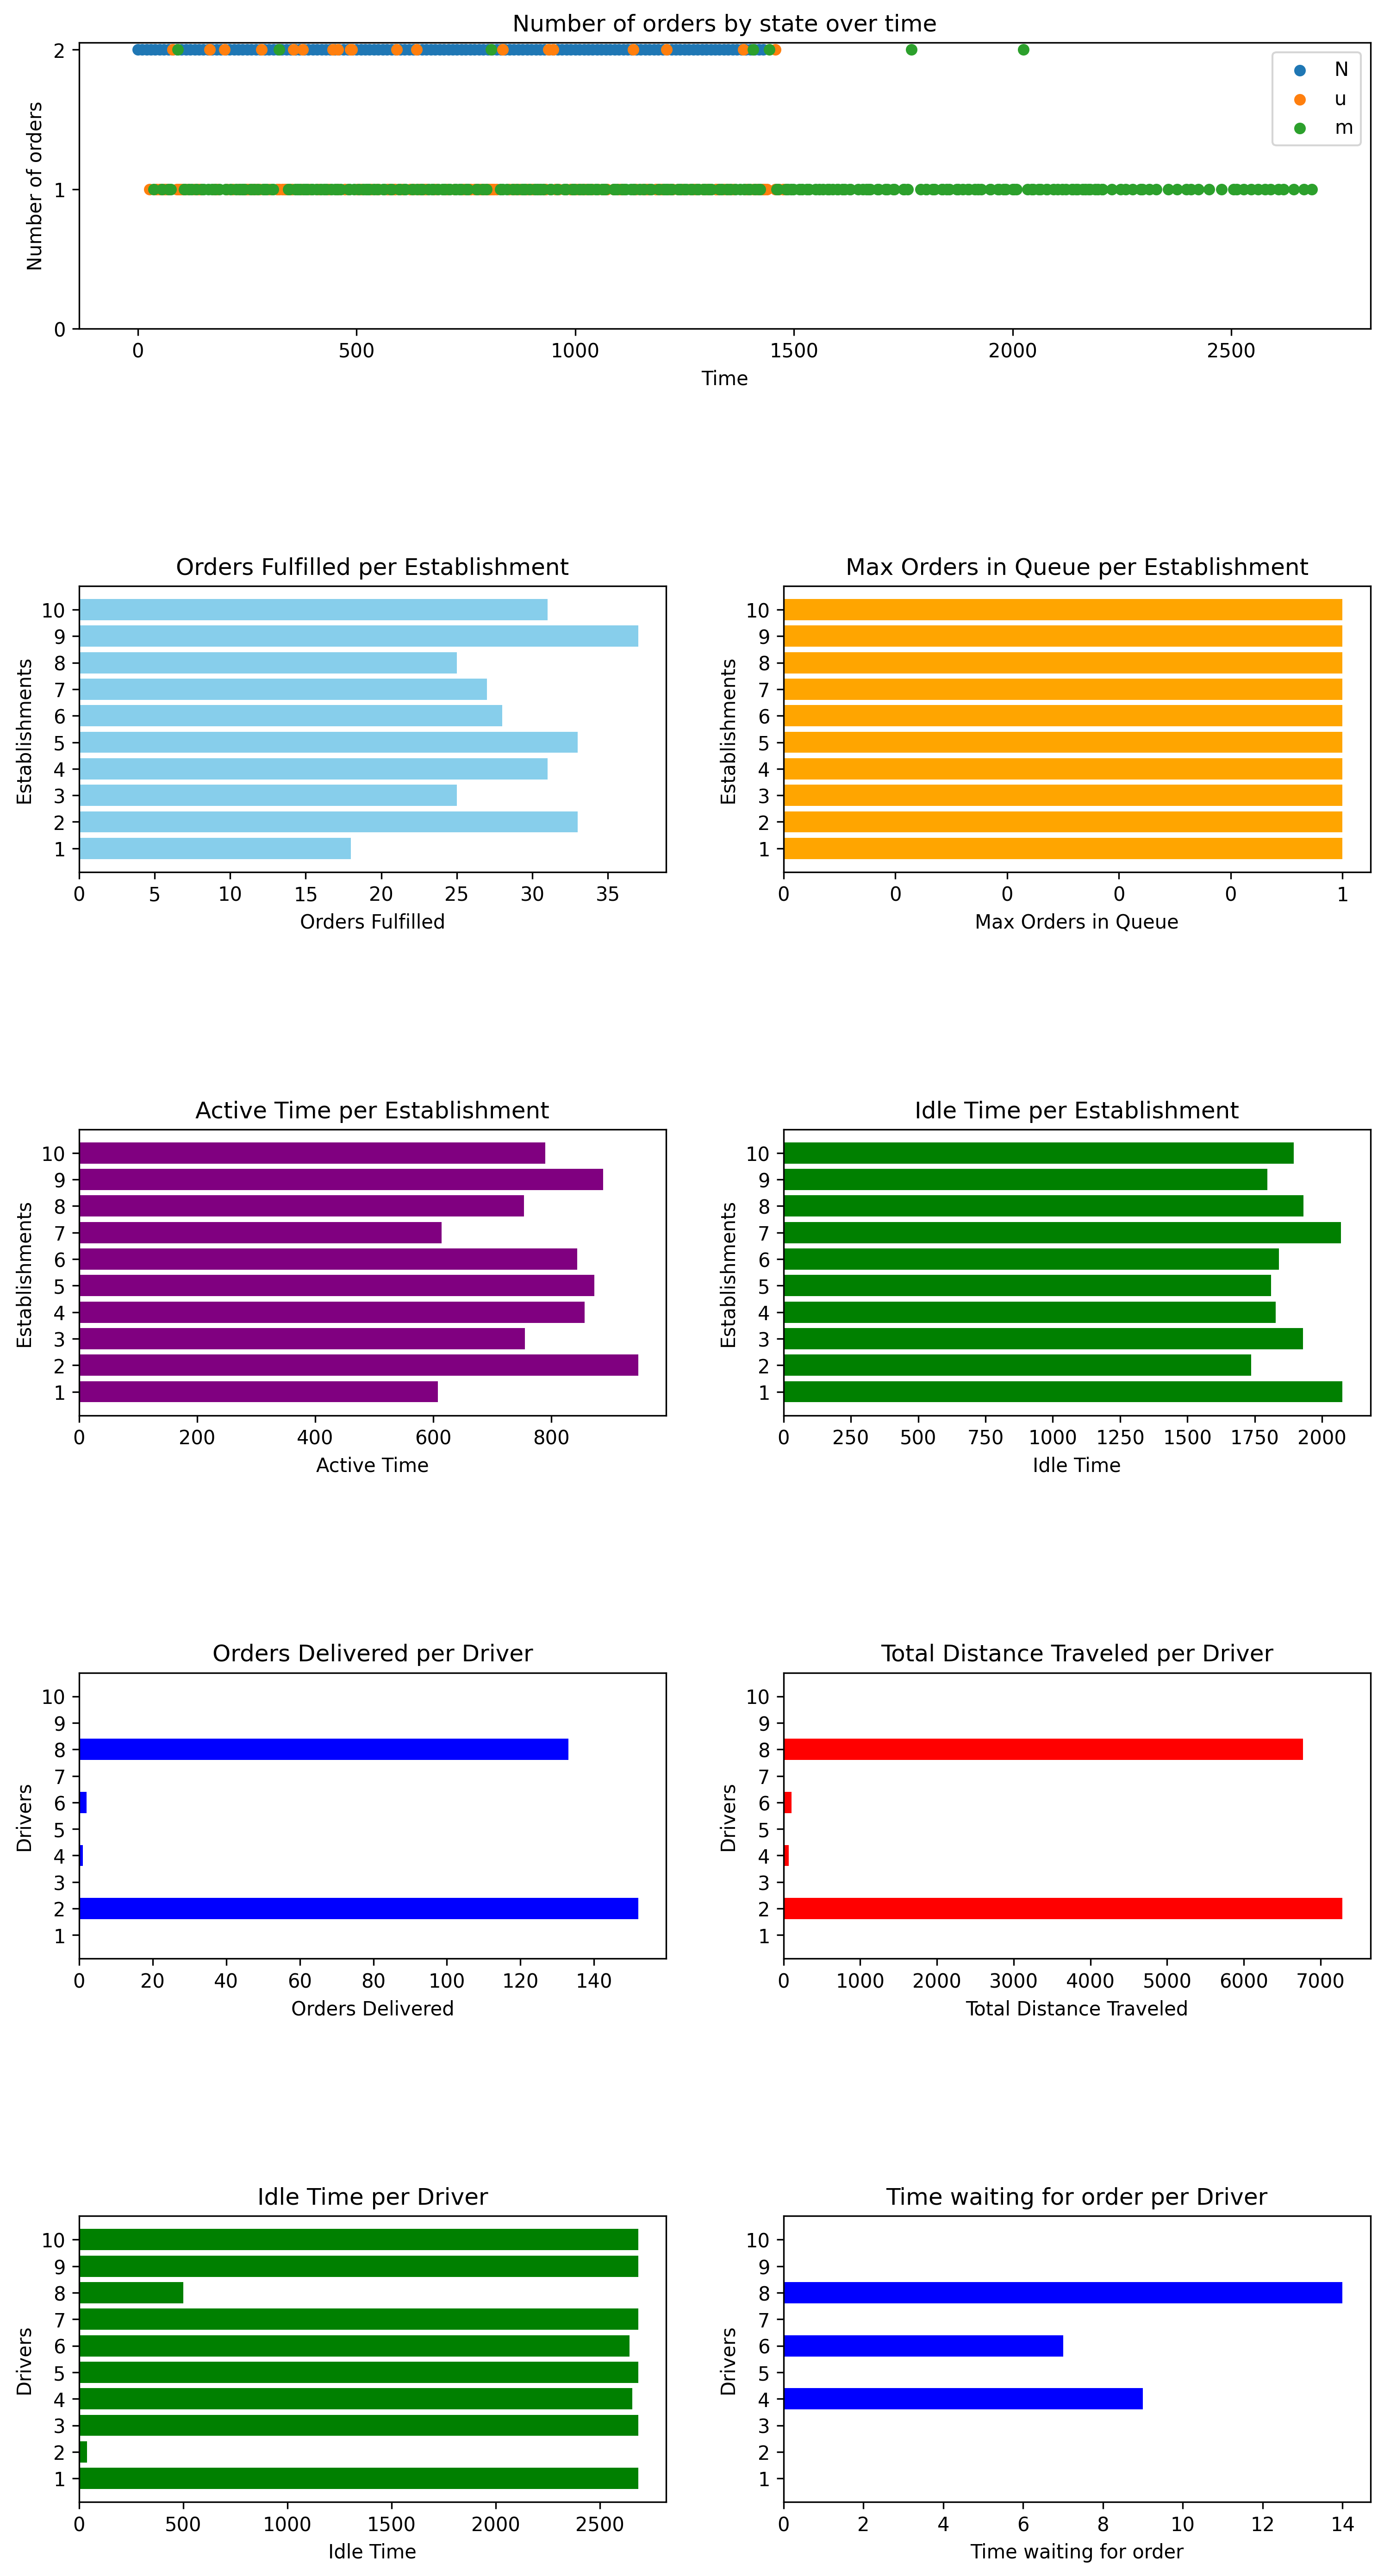 Number of orders by state over time
Number of orders
2
1
0
N
u
m
0 500 1000 1500 2000 2500
Time
Orders Fulfilled per Establishment
Establishments
10
9
8
7
6
5
4
3
2
1
0 5 10 15 20 25 30 35
Orders Fulfilled
Max Orders in Queue per Establishment
Establishments
10
9
8
7
6
5
4
3
2
1
0 0 0 0 0 1
Max Orders in Queue
Active Time per Establishment
Establishments
10
9
8
7
6
5
4
3
2
1
0 200 400 600 800
Active Time
Idle Time per Establishment
Establishments
10
9
8
7
6
5
4
3
2
1
0 250 500 750 1000 1250 1500 1750 2000
Idle Time
Orders Delivered per Driver
Drivers
10
9
8
7
6
5
4
3
2
1
0 20 40 60 80 100 120 140
Orders Delivered
Total Distance Traveled per Driver
Drivers
10
9
8
7
6
5
4
3
2
1
0 1000 2000 3000 4000 5000 6000 7000
Total Distance Traveled
Idle Time per Driver
Drivers
10
9
8
7
6
5
4
3
2
1
0 500 1000 1500 2000 2500
Idle Time
Time waiting for order per Driver
Drivers
10
9
8
7
6
5
4
3
2
1
0 2 4 6 8 10 12 14
Time waiting for order